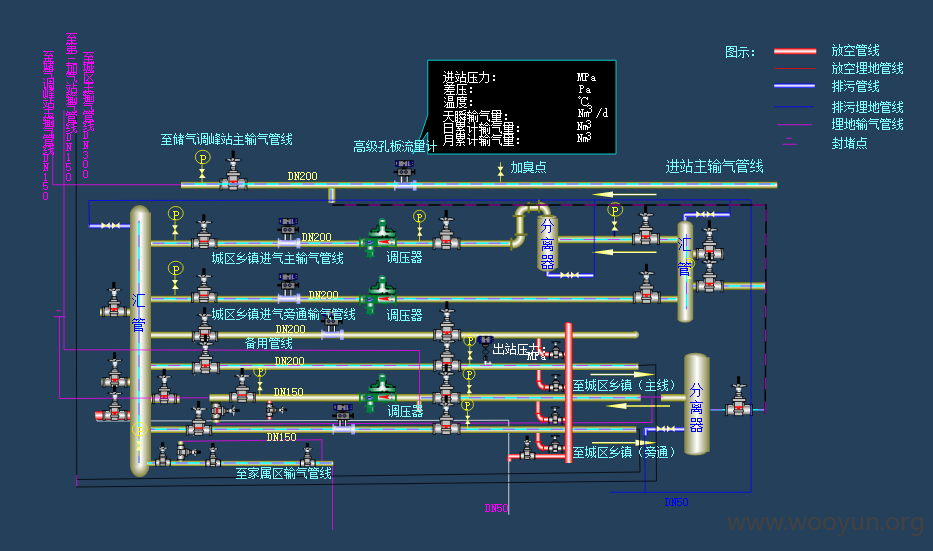 图示:
放空管线
放空埋地管线
排污管线
排污埋地管线
埋地输气管线
封堵点
进站压力: MPa
差压: Pa
温度: ℃
天瞬输气量: Nm3/d
日累计输气量: Nm3
月累计输气量: Nm3
至储气调峰站主输气管线
高级孔板流量计
加臭点
进站主输气管线
P
DN200
P
P
P
DN200
分离器
汇管
城区乡镇进气主输气管线
调压器
P
DN200
汇管
城区乡镇进气旁通输气管线
调压器
DN200
备用管线
P
出站压力:
MPa
DN200
P
P
至城区乡镇（主线）
DN150
分离器
调压器
P
DN150
至城区乡镇（旁通）
至家属区输气管线
DN50
DN50
www.wooyun.org